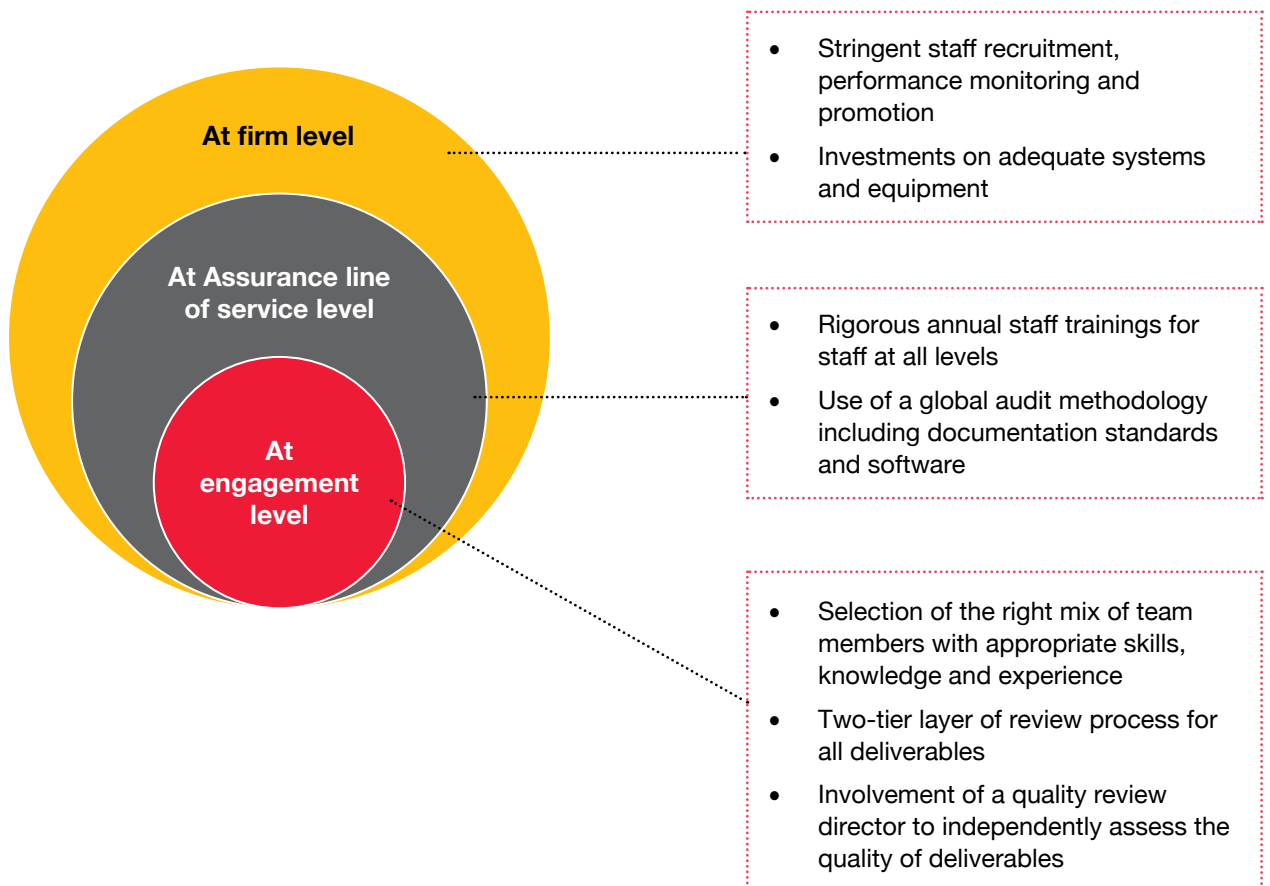 At firm level
At Assurance line
of service level
At
engagement
level
• Stringent staff recruitment,
performance monitoring and
promotion
• Investments on adequate systems
and equipment
• Rigorous annual staff trainings for
staff at all levels
• Use of a global audit methodology
including documentation standards
and software
• Selection of the right mix of team
members with appropriate skills,
knowledge and experience
• Two-tier layer of review process for
all deliverables
• Involvement of a quality review
director to independently assess the
quality of deliverables